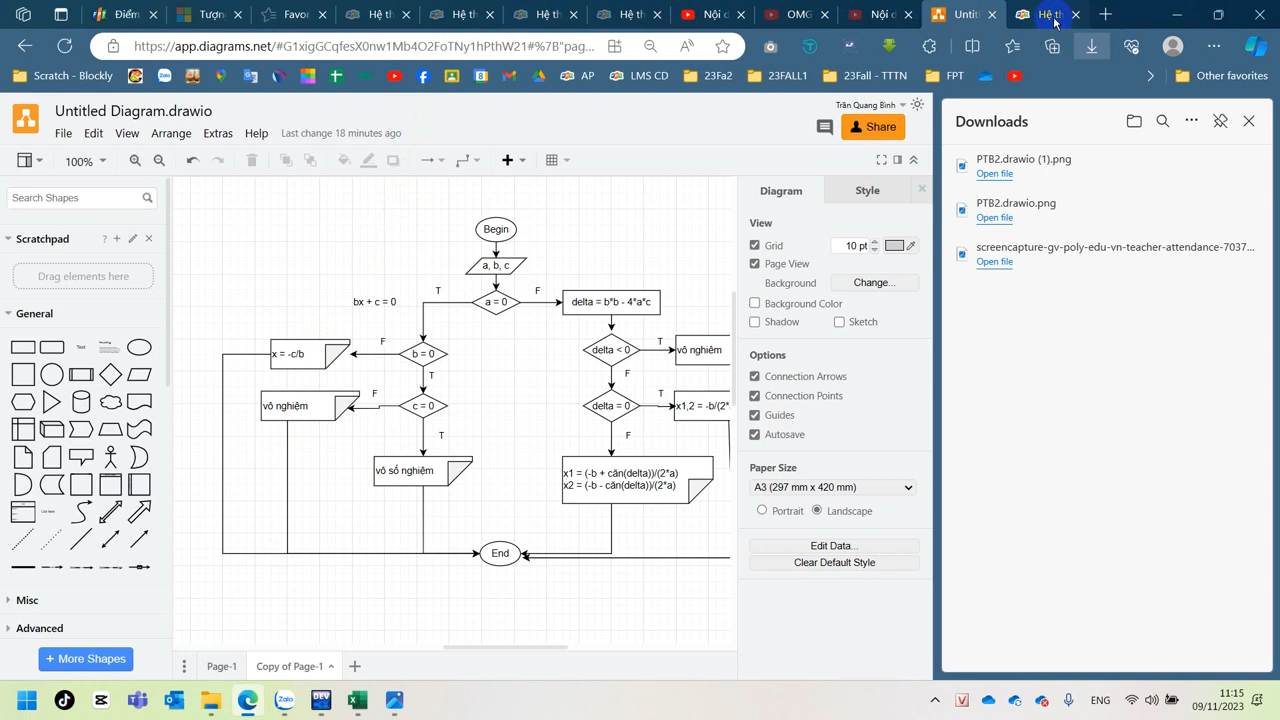 Điểm
Tượn
Favor
Hệ th
Hệ th
Hệ th
Hệ th
Nội d
OMG
Nội d
Untit
Hệ th
https://app.diagrams.net/#G1xigGCqfesX0nw1Mb4O2FoTNy1hPthW21#%7B"pag...
Scratch - Blockly
AP
LMS CD
23Fa2
23FALL1
23Fall - TTTN
FPT
Other favorites
Untitled Diagram.drawio
File Edit View Arrange Extras Help Last change 18 minutes ago
Trần Quang Bình
Share
100%
Search Shapes
Scratchpad
Drag elements here
General
Text
Heading
List Item
Misc
Advanced
+ More Shapes
Begin
a, b, c
a = 0
T
F
bx + c = 0
delta = b*b - 4*a*c
x = -c/b
F
b = 0
T
delta < 0
T
vô nghiêm
F
vô nghiệm
F
c = 0
T
delta = 0
T
x1,2 = -b/(2*
F
vô số nghiệm
x1 = (-b + căn(delta))/(2*a)
x2 = (-b - căn(delta))/(2*a)
End
Page-1
Copy of Page-1
Diagram
Style
View
Grid
10 pt
Page View
Background
Change...
Background Color
Shadow
Sketch
Options
Connection Arrows
Connection Points
Guides
Autosave
Paper Size
A3 (297 mm x 420 mm)
Portrait
Landscape
Edit Data...
Clear Default Style
Downloads
PTB2.drawio (1).png
Open file
PTB2.drawio.png
Open file
screencapture-gv-poly-edu-vn-teacher-attendance-7037...
Open file
Zalo
DEV
ENG
11:15
09/11/2023